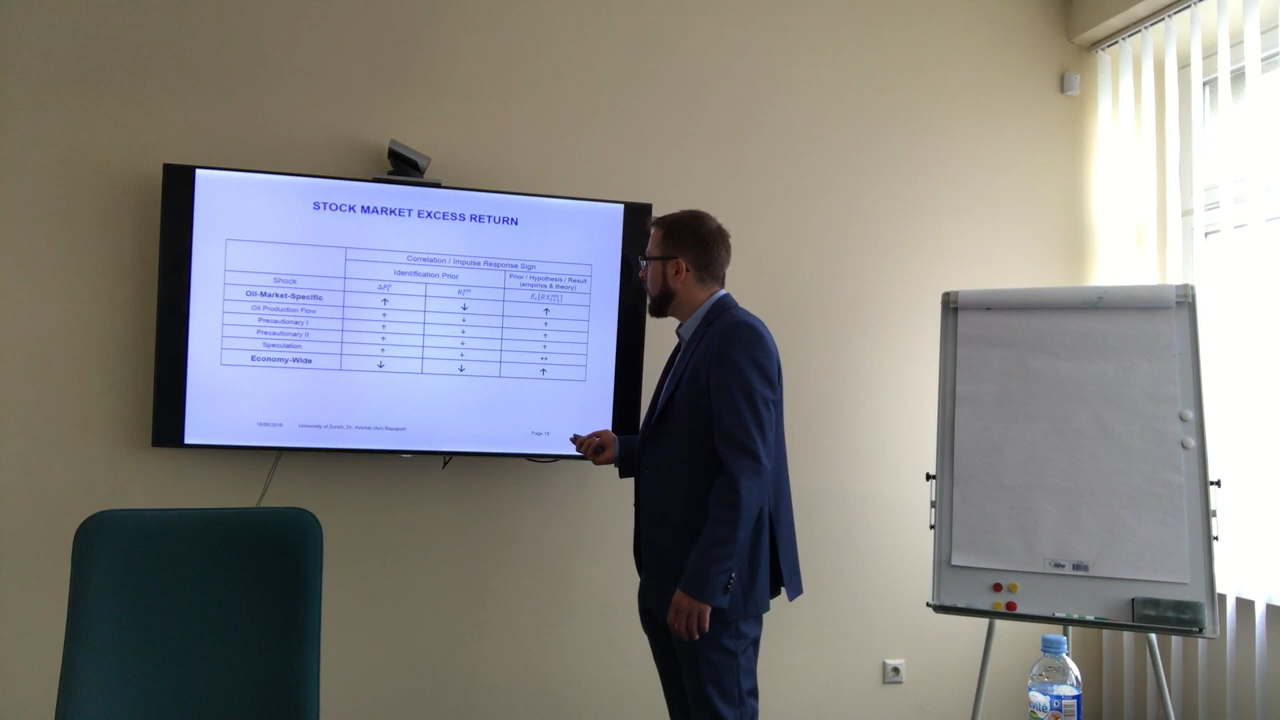 STOCK MARKET EXCESS RETURN
Correlation / Impulse Response Sign
Shock
Identification Prior
Prior / Hypothesis / Result
(empirics & theory)
Oil-Market-Specific ↑ ↓ ↑
Oil Production Flow ↑ ↓ ↑
Precautionary I ↑ ↓ ↑
Precautionary II ↑ ↓ ↑
Speculation ↑ ↓ ↔
Economy-Wide ↓ ↓ ↑
University of Zurich, Dr. Avichai (Avi) Rapaport
Page 14